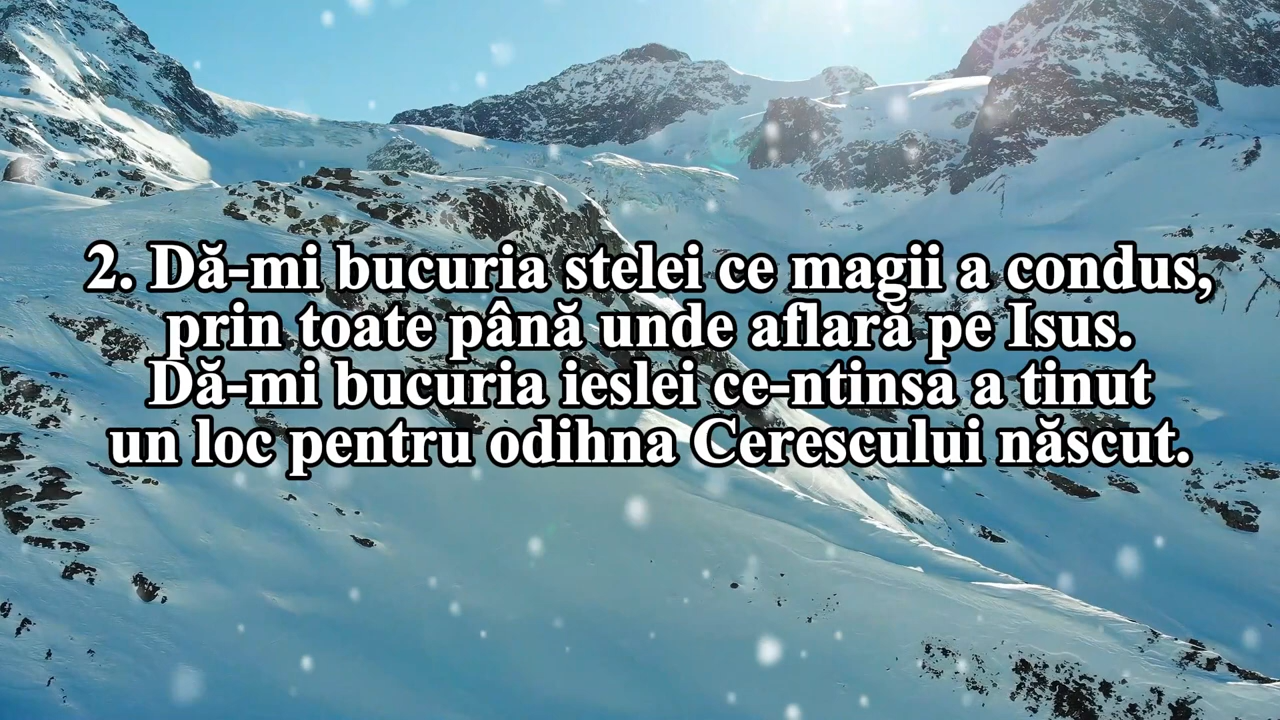 2. Dă-mi bucuria stelei ce magii a condus,
prin toate până unde aflară pe Isus.
Dă-mi bucuria ieslei ce-ntinsa a tinut
un loc pentru odihna Cerescului născut.